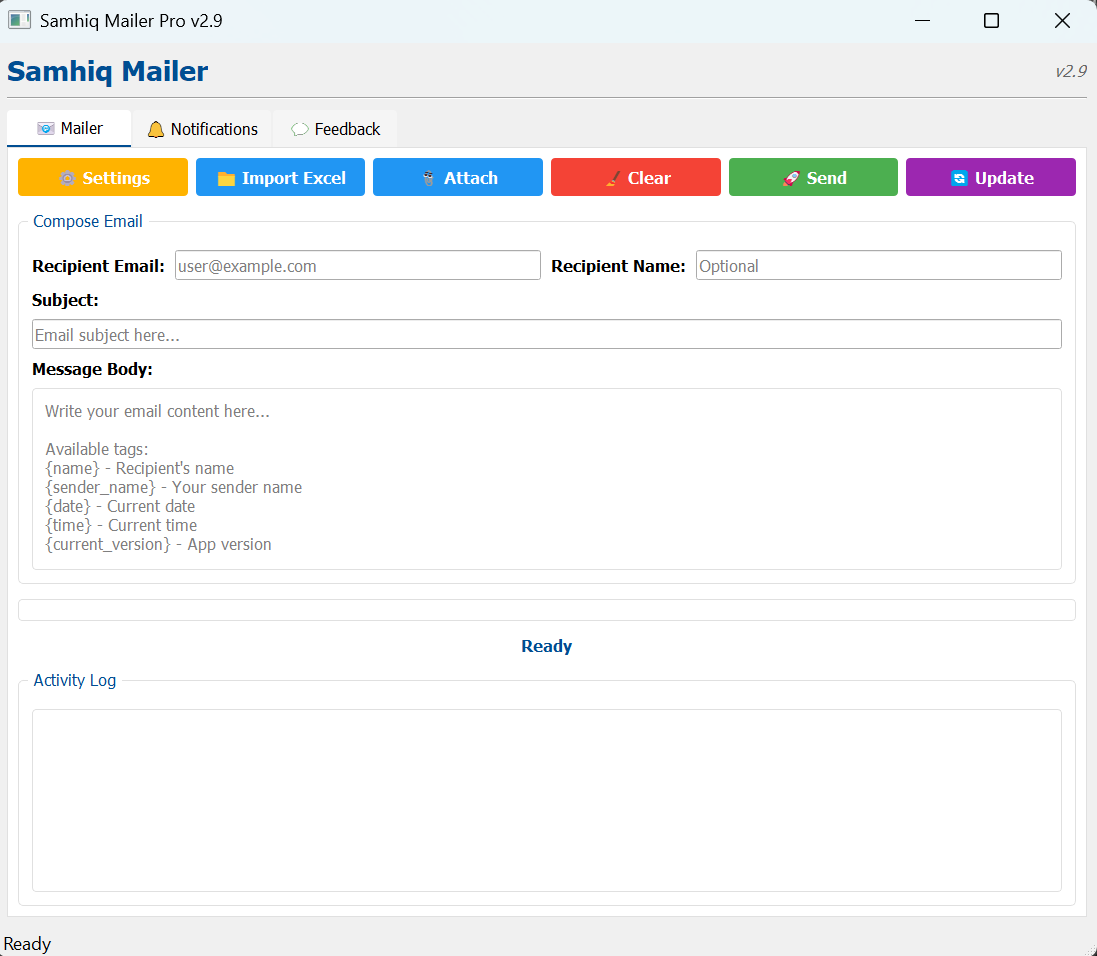 Samhiq Mailer Pro v2.9
Samhiq Mailer
v2.9
Mailer Notifications Feedback
Settings Import Excel Attach Clear Send Update
Compose Email
Recipient Email: user@example.com Recipient Name: Optional
Subject:
Email subject here...
Message Body:
Write your email content here...
Available tags:
{name} - Recipient's name
{sender_name} - Your sender name
{date} - Current date
{time} - Current time
{current_version} - App version
Ready
Activity Log
Ready